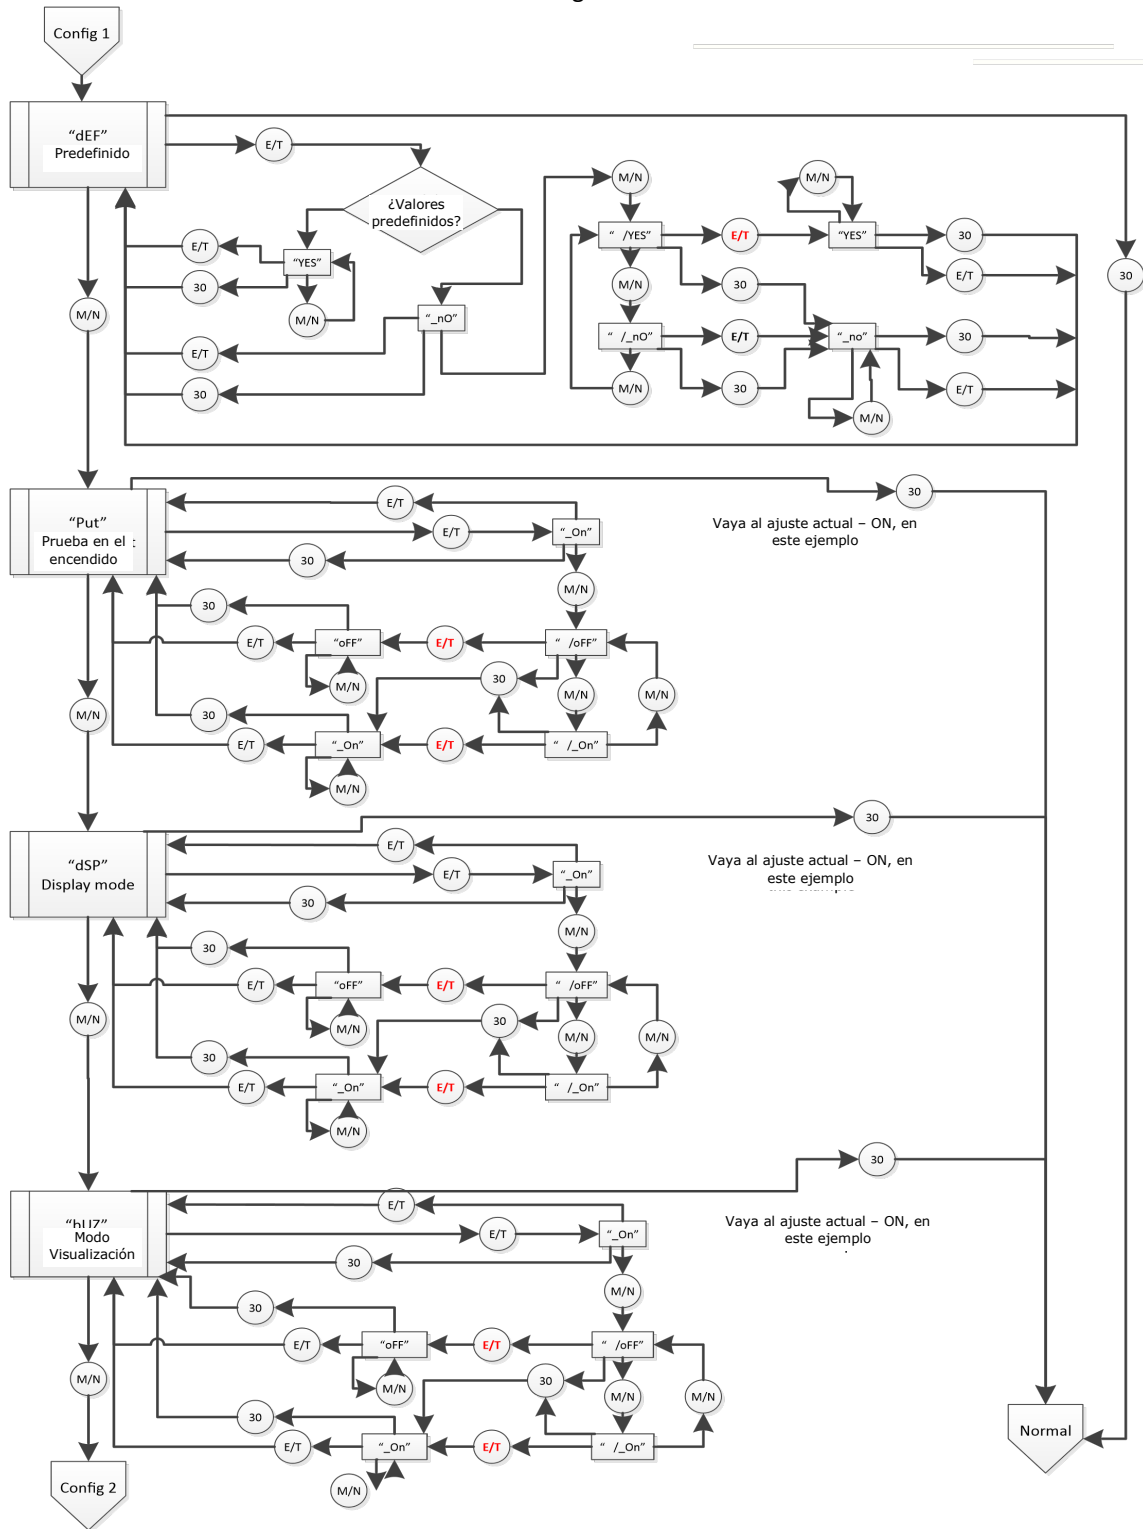 Config 1
“dEF”
Predefinido
E/T
¿Valores
predefinidos?
M/N
M/N
“ /YES”
E/T
“YES”
30
E/T
“YES”
E/T
30
30
M/N
30
M/N
M/N
“_nO”
“ /_nO”
E/T
“_no”
30
E/T
30
M/N
30
E/T
M/N
“Put”
Prueba en el
encendido
E/T
30
E/T
“_On”
Vaya al ajuste actual – ON, en
este ejemplo
30
M/N
30
E/T
“oFF”
E/T
“ /oFF”
M/N
30
M/N
M/N
M/N
30
E/T
“_On”
E/T
“ /_On”
M/N
30
“dSP”
Display mode
E/T
E/T
“_On”
Vaya al ajuste actual – ON, en
este ejemplo
30
M/N
30
E/T
“oFF”
E/T
“ /oFF”
M/N
M/N
30
M/N
M/N
30
E/T
“_On”
E/T
“ /_On”
M/N
30
Modo
Visualización
E/T
E/T
“_On”
Vaya al ajuste actual – ON, en
este ejemplo
30
M/N
30
E/T
“oFF”
E/T
“ /oFF”
M/N
M/N
30
M/N
M/N
30
E/T
“_On”
E/T
“ /_On”
Normal
Config 2
M/N